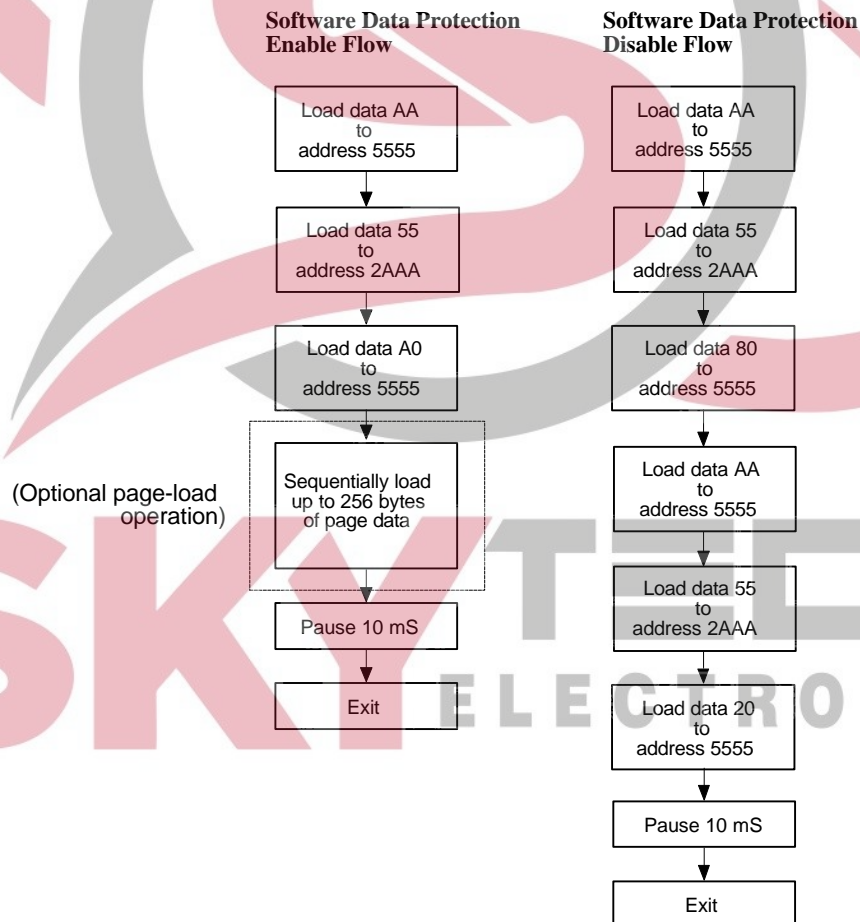 Software Data Protection
Enable Flow
Load data AA
to
address 5555
Load data 55
to
address 2AAA
Load data A0
to
address 5555
(Optional page-load
operation)
Sequentially load
up to 256 bytes
of page data
Pause 10 mS
Exit
Software Data Protection
Disable Flow
Load data AA
to
address 5555
Load data 55
to
address 2AAA
Load data 80
to
address 5555
Load data AA
to
address 5555
Load data 55
to
address 2AAA
Load data 20
to
address 5555
Pause 10 mS
Exit
SKYTEC
ELECTRO